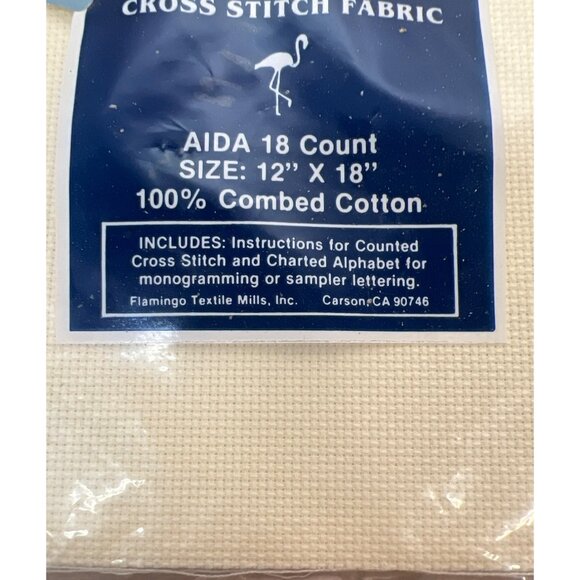 CROSS STITCH FABRIC
AIDA 18 Count
SIZE: 12" X 18"
100% Combed Cotton
INCLUDES: Instructions for Counted
Cross Stitch and Charted Alphabet for
monogramming or sampler lettering.
Flamingo Textile Mills, Inc. Carson, CA 90746